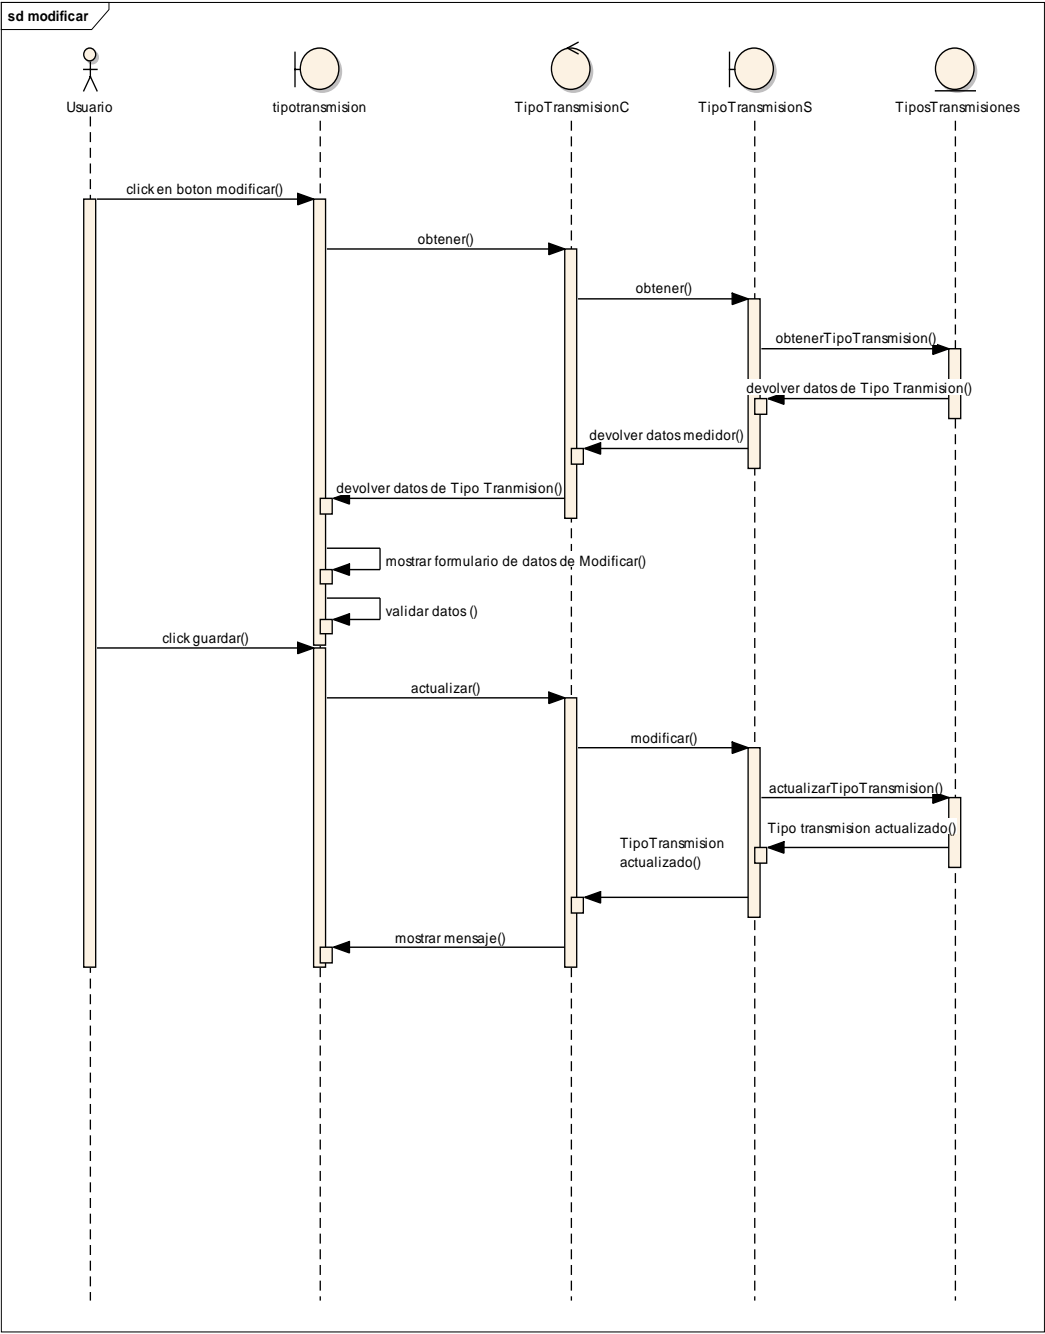 sd modificar
Usuario
tipotransmision
TipoTransmisionC
TipoTransmisionS
TiposTransmisiones
click en boton modificar()
obtener()
obtener()
obtenerTipoTransmision()
devolver datos de Tipo Tranmision()
devolver datos medidor()
devolver datos de Tipo Tranmision()
mostrar formulario de datos de Modificar()
validar datos ()
click guardar()
actualizar()
modificar()
actualizarTipoTransmision()
Tipo transmision actualizado()
TipoTransmision
actualizado()
mostrar mensaje()